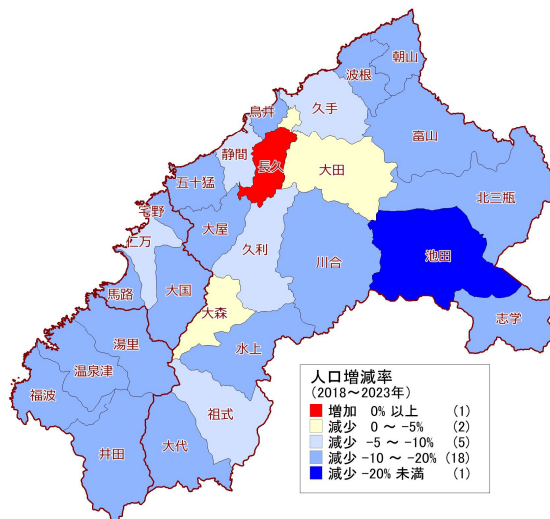 朝山
波根
鳥井
久手
富山
静間
長久
大田
五十猛
北三瓶
宅野
大屋
仁万
久利
川合
池田
馬路
大国
大森
志学
湯里
水上
温泉津
福波
祖式
井田
大代
人口増減率
(2018～2023年)
増加 0% 以上 (1)
減少 0 ～ -5% (2)
減少 -5 ～ -10% (5)
減少 -10 ～ -20% (18)
減少 -20% 未満 (1)